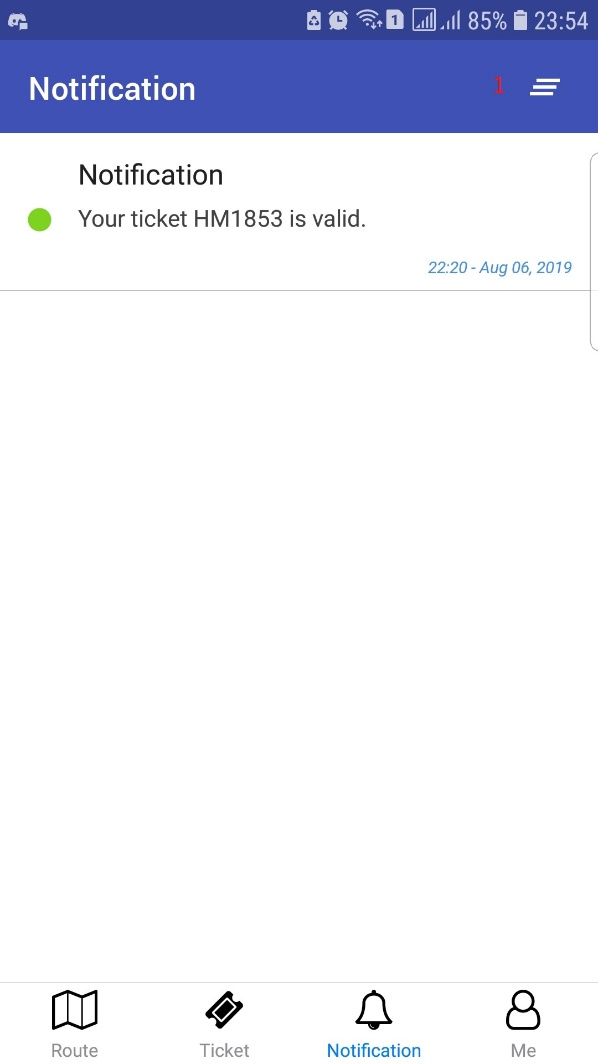 1 85% 23:54
Notification 1
Notification
Your ticket HM1853 is valid.
22:20 - Aug 06, 2019
Route Ticket Notification Me